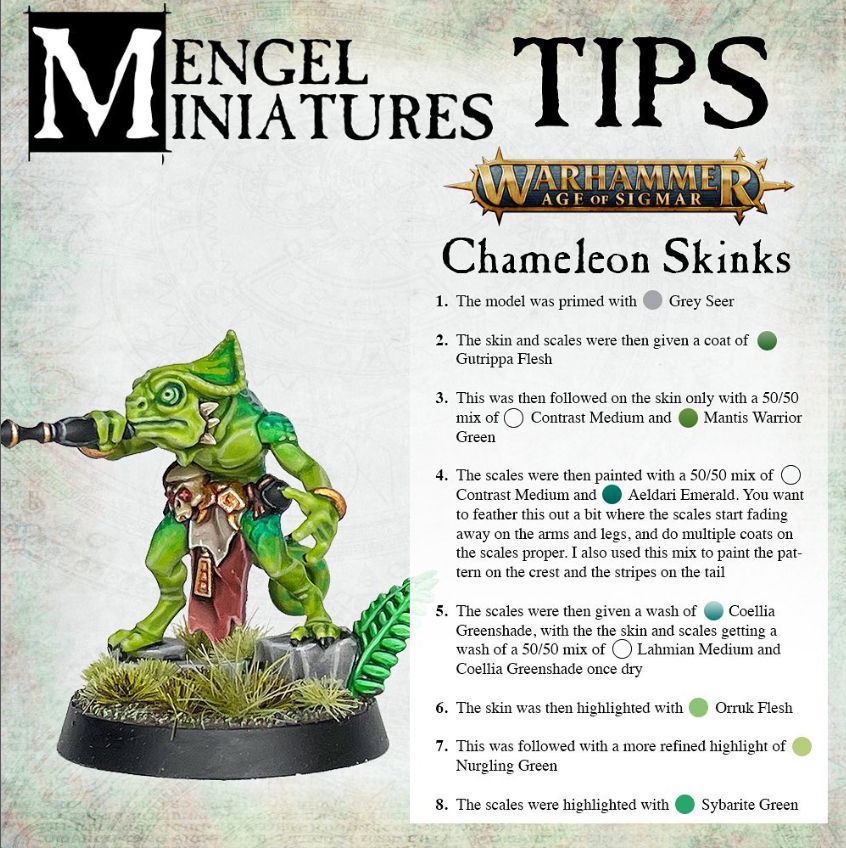 MENGEL
MINIATURES
TIPS
WARHAMMER
AGE OF SIGMAR
Chameleon Skinks
1. The model was primed with Grey Seer
2. The skin and scales were then given a coat of
Gutrippa Flesh
3. This was then followed on the skin only with a 50/50
mix of Contrast Medium and Mantis Warrior
Green
4. The scales were then painted with a 50/50 mix of
Contrast Medium and Aeldari Emerald. You want
to feather this out a bit where the scales start fading
away on the arms and legs, and do multiple coats on
the scales proper. I also used this mix to paint the pat-
tern on the crest and the stripes on the tail
5. The scales were then given a wash of Coellia
Greenshade, with the the skin and scales getting a
wash of a 50/50 mix of Lahmian Medium and
Coellia Greenshade once dry
6. The skin was then highlighted with Orruk Flesh
7. This was followed with a more refined highlight of
Nurgling Green
8. The scales were highlighted with Sybarite Green